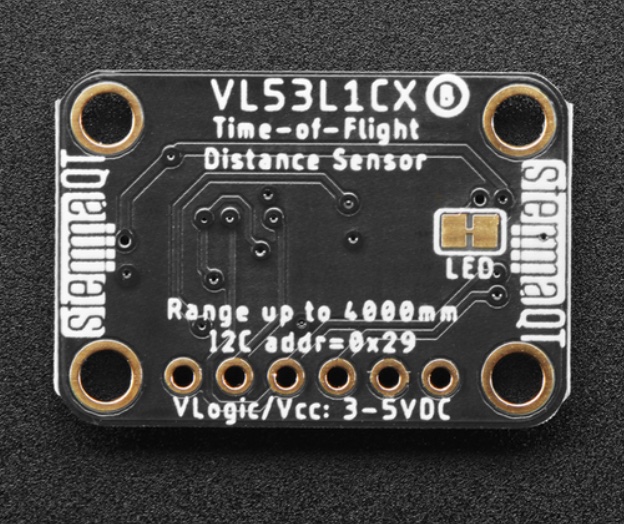 VL53L1CX B
Time-of-Flight
Distance Sensor
stemmaQT
stemmaQT
LED
Range up to 4000mm
I2C addr=0x29
VLogic/Vcc: 3-5VDC